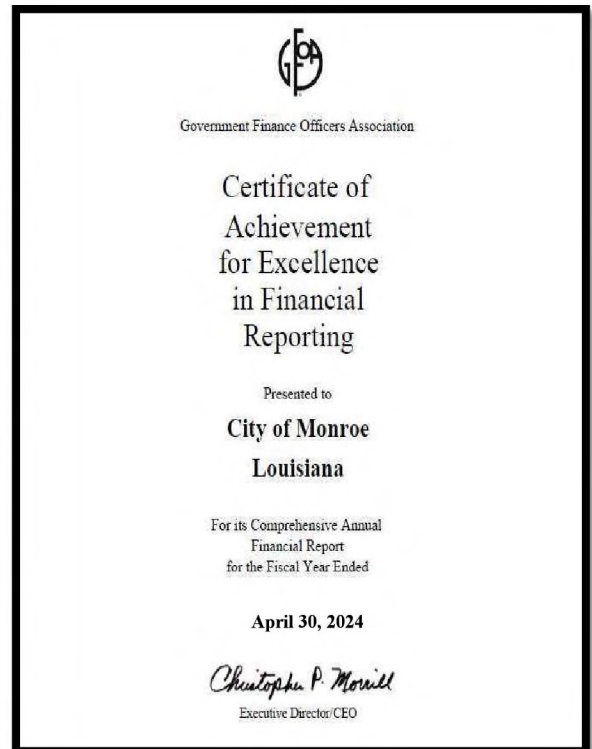 GFOA
Government Finance Officers Association
Certificate of
Achievement
for Excellence
in Financial
Reporting
Presented to
City of Monroe
Louisiana
For its Comprehensive Annual
Financial Report
for the Fiscal Year Ended
April 30, 2024
Christopher P. Morrill
Executive Director/CEO